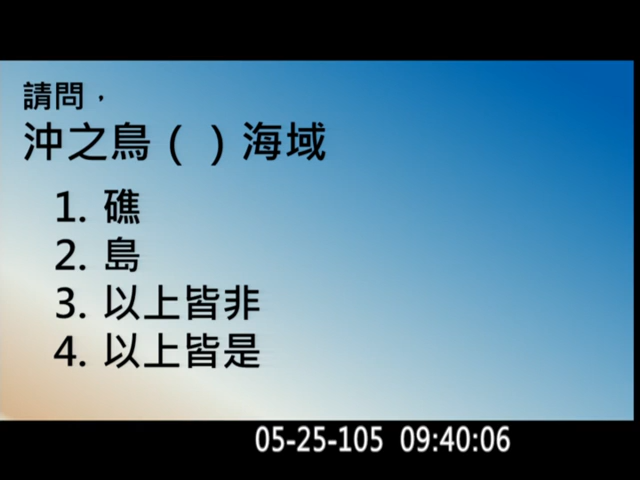 請問，
沖之鳥（ ）海域
1. 礁
2. 島
3. 以上皆非
4. 以上皆是
05-25-105 09:40:06